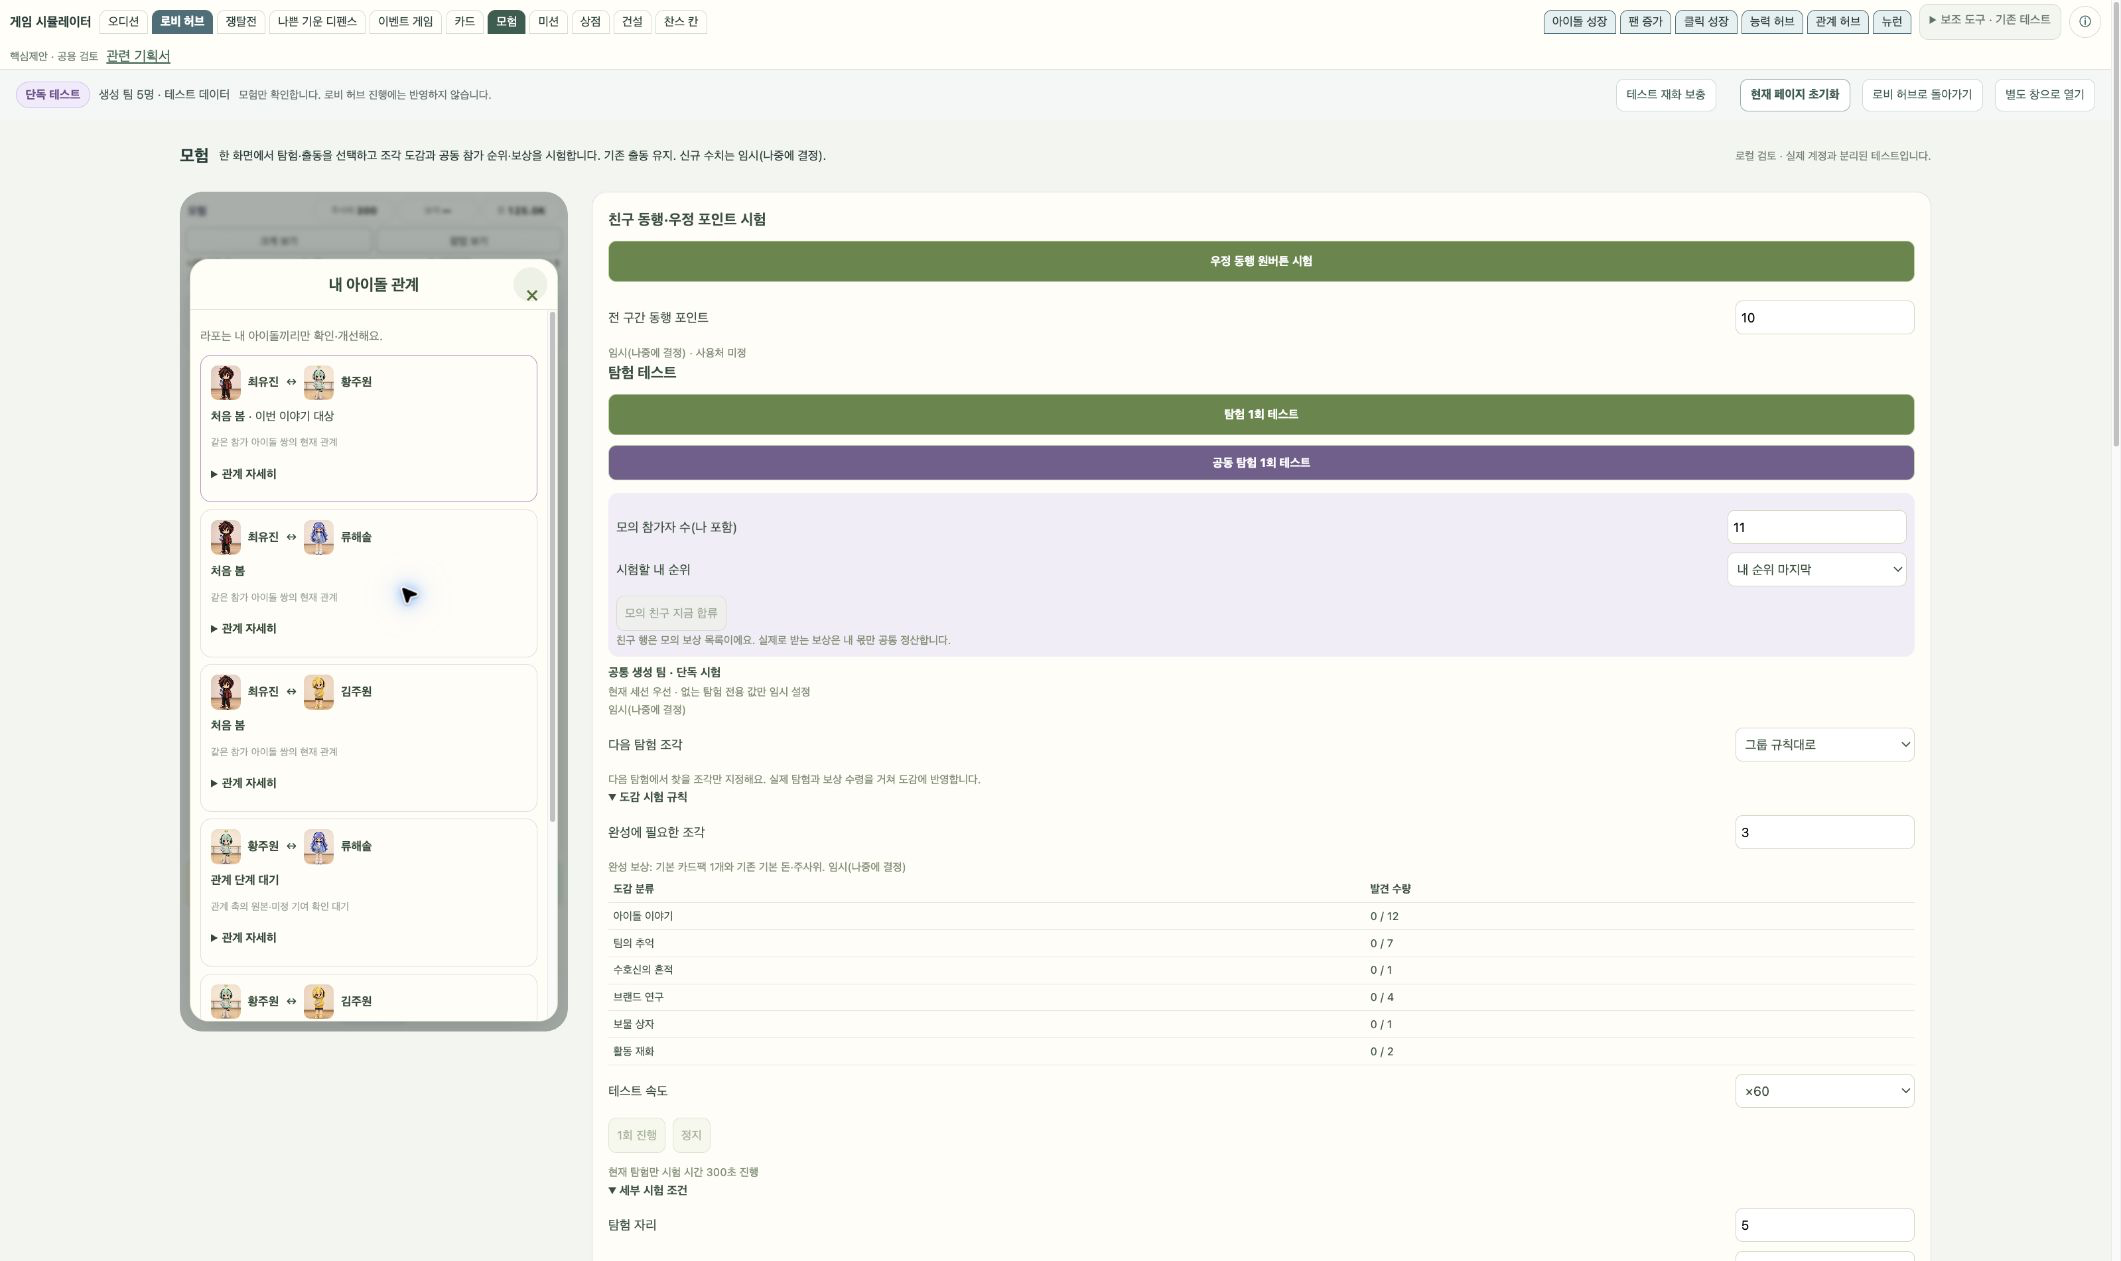 게임 시뮬레이터 오디션 로비 허브 쟁탈전 나쁜 기운 디펜스 이벤트 게임 카드 모험 미션 상점 건설 찬스 칸 아이돌 성장 팬 증가 클릭 성장 능력 허브 관계 허브 뉴런 ▶ 보조 도구 · 기존 테스트 ⓘ
핵심제안 · 공용 검토 관련 기획서
단독 테스트 생성 팀 5명 · 테스트 데이터 모험만 확인합니다. 로비 허브 진행에는 반영하지 않습니다. 테스트 재화 보충 현재 페이지 초기화 로비 허브로 돌아가기 별도 창으로 열기
모험 한 화면에서 탐험·출동을 선택하고 조각 도감과 공동 참가 순위·보상을 시험합니다. 기존 출동 유지. 신규 수치는 임시(나중에 결정). 로컬 검토 · 실제 계정과 분리된 테스트입니다.
모험
내 아이돌 관계 ×
라포는 내 아이돌끼리만 확인·개선해요.
최유진 ↔ 황주원
처음 봄 · 이번 이야기 대상
같은 참가 아이돌 쌍의 현재 관계
▶ 관계 자세히
최유진 ↔ 류해솔
처음 봄
같은 참가 아이돌 쌍의 현재 관계
▶ 관계 자세히
최유진 ↔ 김주원
처음 봄
같은 참가 아이돌 쌍의 현재 관계
▶ 관계 자세히
황주원 ↔ 류해솔
관계 단계 대기
관계 축의 원본·미정 기여 확인 대기
▶ 관계 자세히
황주원 ↔ 김주원
친구 동행·우정 포인트 시험
우정 동행 원버튼 시험
전 구간 동행 포인트 10
임시(나중에 결정) · 사용처 미정
탐험 테스트
탐험 1회 테스트
공동 탐험 1회 테스트
모의 참가자 수(나 포함) 11
시험할 내 순위 내 순위 마지막
모의 친구 지금 합류
친구 행은 모의 보상 목록이에요. 실제로 받는 보상은 내 몫만 공통 정산합니다.
공통 생성 팀 · 단독 시험
현재 세션 우선 · 없는 탐험 전용 값만 임시 설정
임시(나중에 결정)
다음 탐험 조각 그룹 규칙대로
다음 탐험에서 찾을 조각만 지정해요. 실제 탐험과 보상 수령을 거쳐 도감에 반영합니다.
▼ 도감 시험 규칙
완성에 필요한 조각 3
완성 보상: 기본 카드팩 1개와 기존 기본 돈·주사위. 임시(나중에 결정)
도감 분류 발견 수량
아이돌 이야기 0 / 12
팀의 추억 0 / 7
수호신의 흔적 0 / 1
브랜드 연구 0 / 4
보물 상자 0 / 1
활동 재화 0 / 2
테스트 속도 ×60
1회 진행 정지
현재 탐험만 시험 시간 300초 진행
▼ 세부 시험 조건
탐험 자리 5